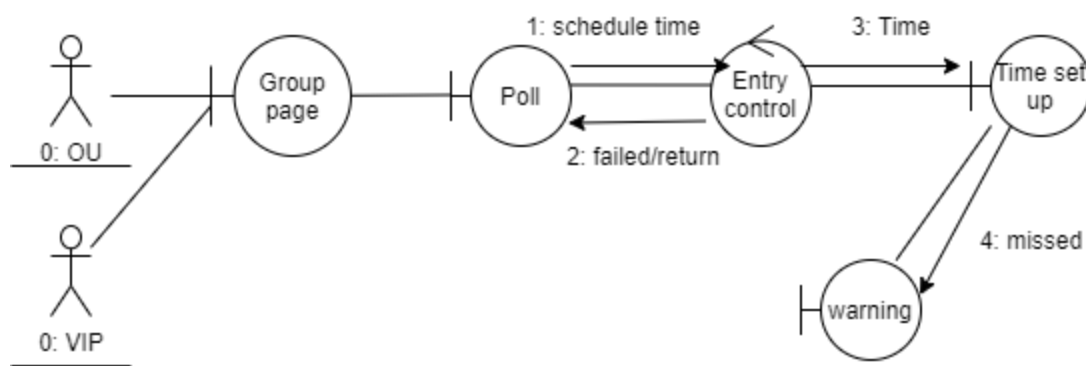 1: schedule time
3: Time
Group
page
Poll
Entry
control
Time set
up
0: OU
2: failed/return
4: missed
warning
0: VIP